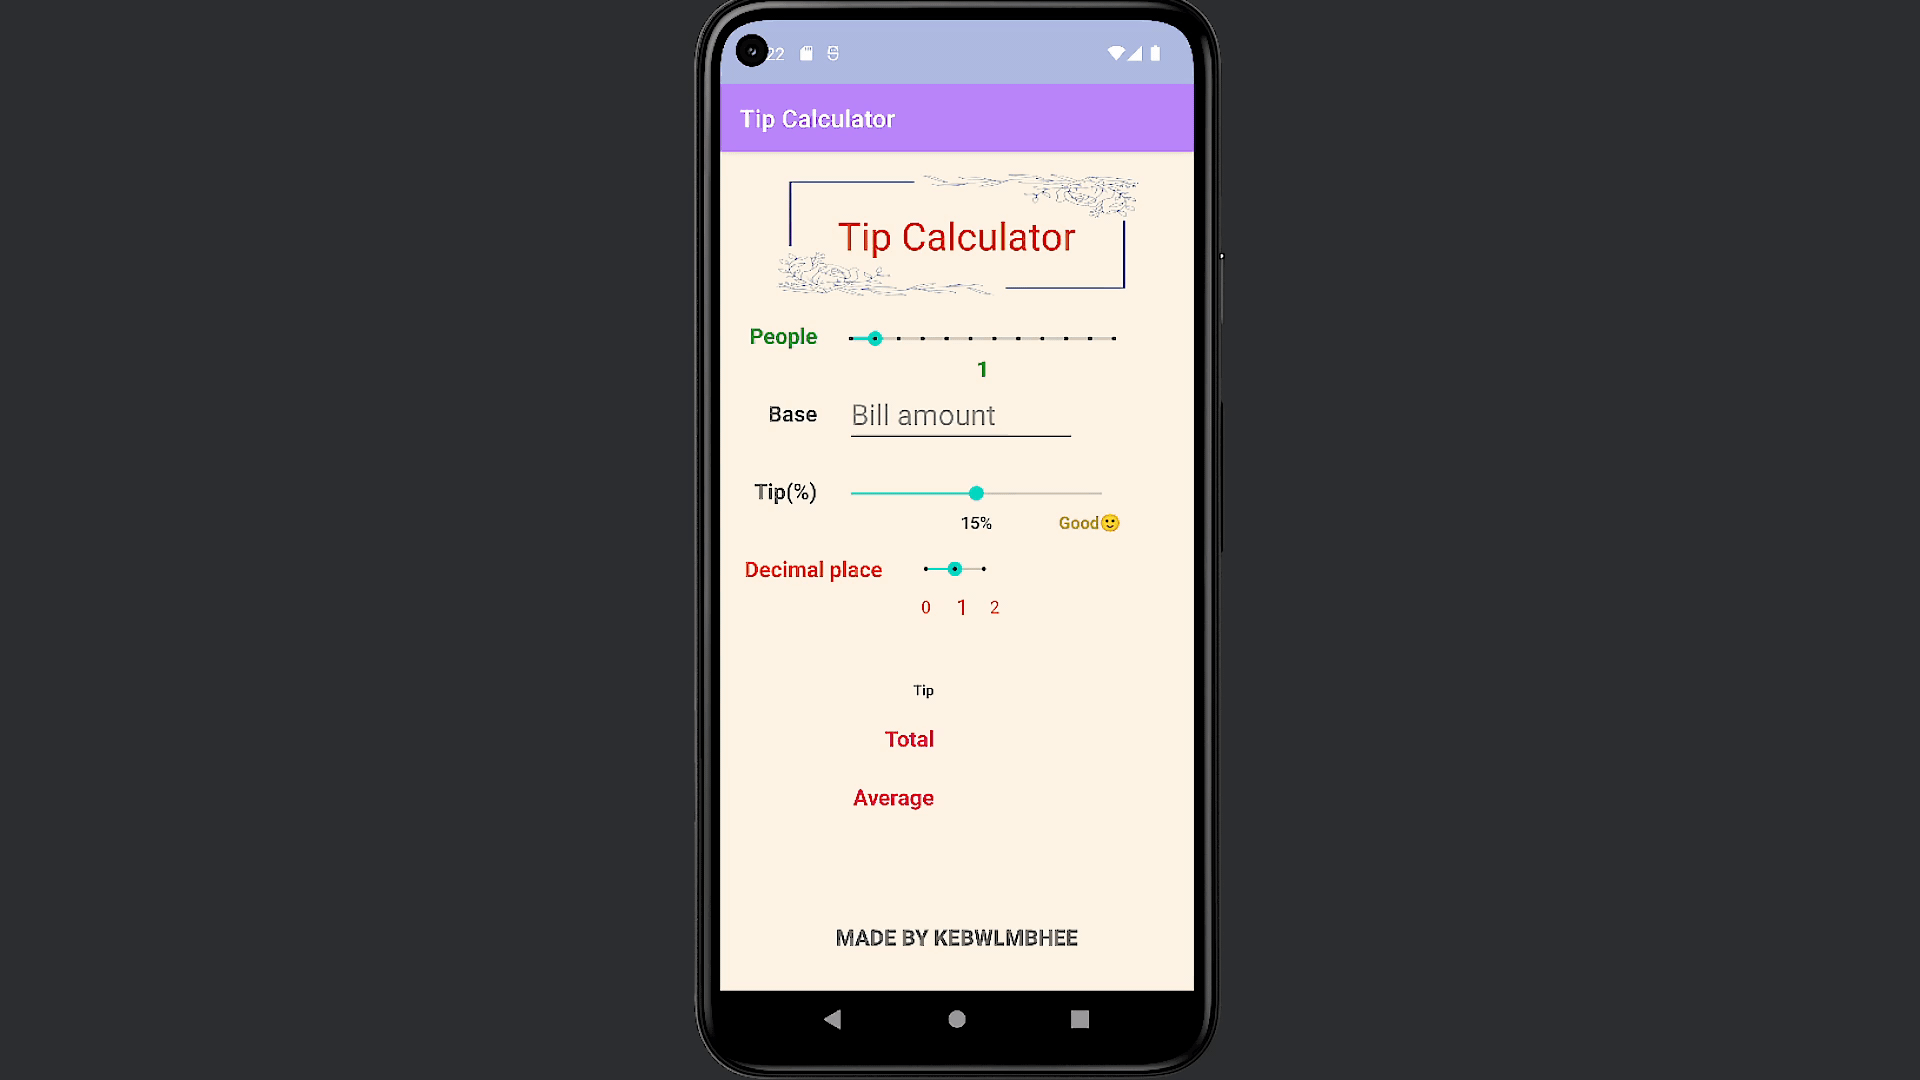 22
Tip Calculator
Tip Calculator
People
1
Base Bill amount
Tip(%)
15% Good🙂
Decimal place
0 1 2
Tip
Total
Average
MADE BY KEBWLMBHEE